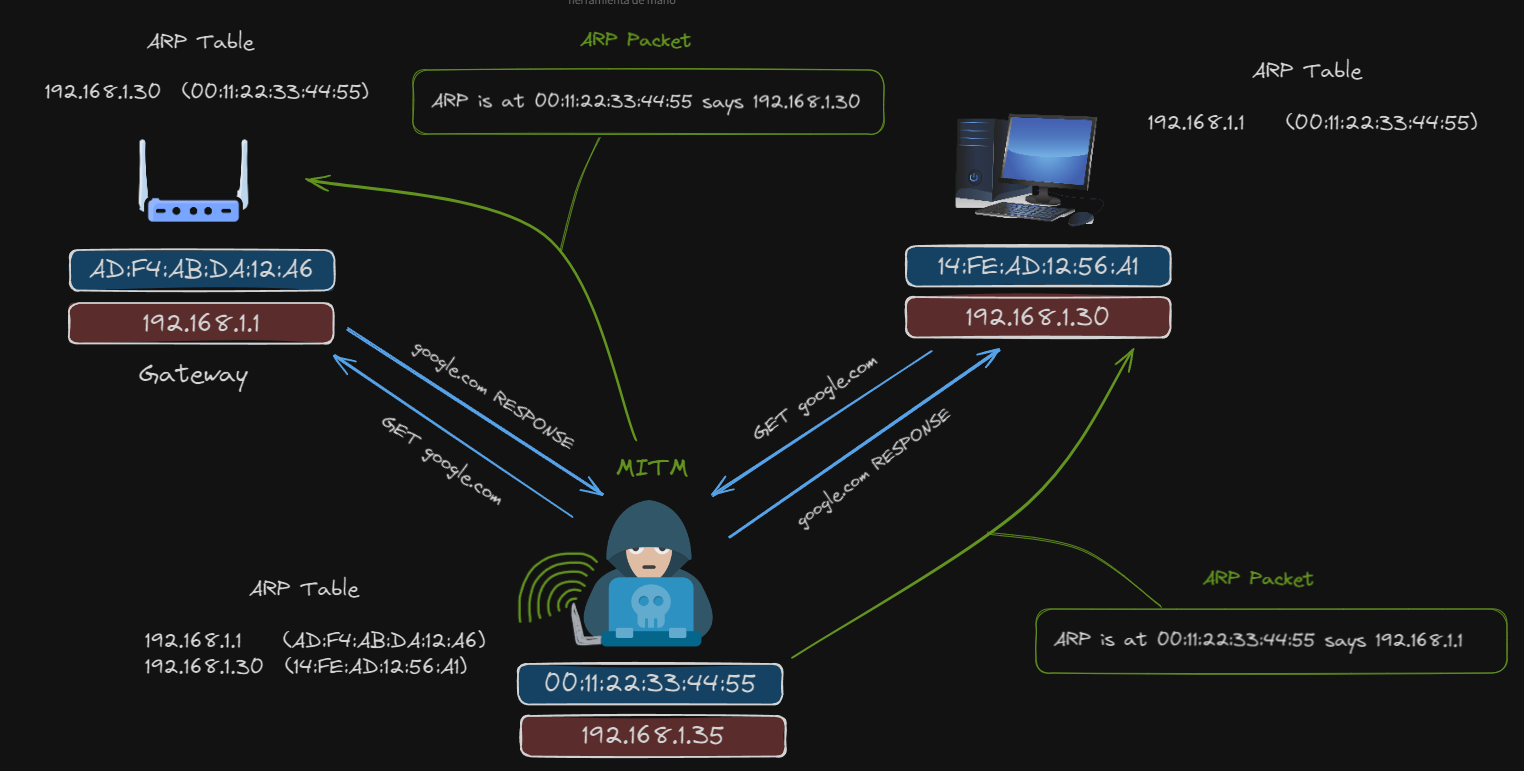 herramienta de mano
ARP Table
192.168.1.30 (00:11:22:33:44:55)
ARP Packet
ARP is at 00:11:22:33:44:55 says 192.168.1.30
ARP Table
192.168.1.1 (00:11:22:33:44:55)
AD:F4:AB:DA:12:A6
192.168.1.1
Gateway
14:FE:AD:12:56:A1
192.168.1.30
google.com RESPONSE
GET google.com
GET google.com
google.com RESPONSE
MITM
ARP Table
192.168.1.1 (AD:F4:AB:DA:12:A6)
192.168.1.30 (14:FE:AD:12:56:A1)
00:11:22:33:44:55
192.168.1.35
ARP Packet
ARP is at 00:11:22:33:44:55 says 192.168.1.1